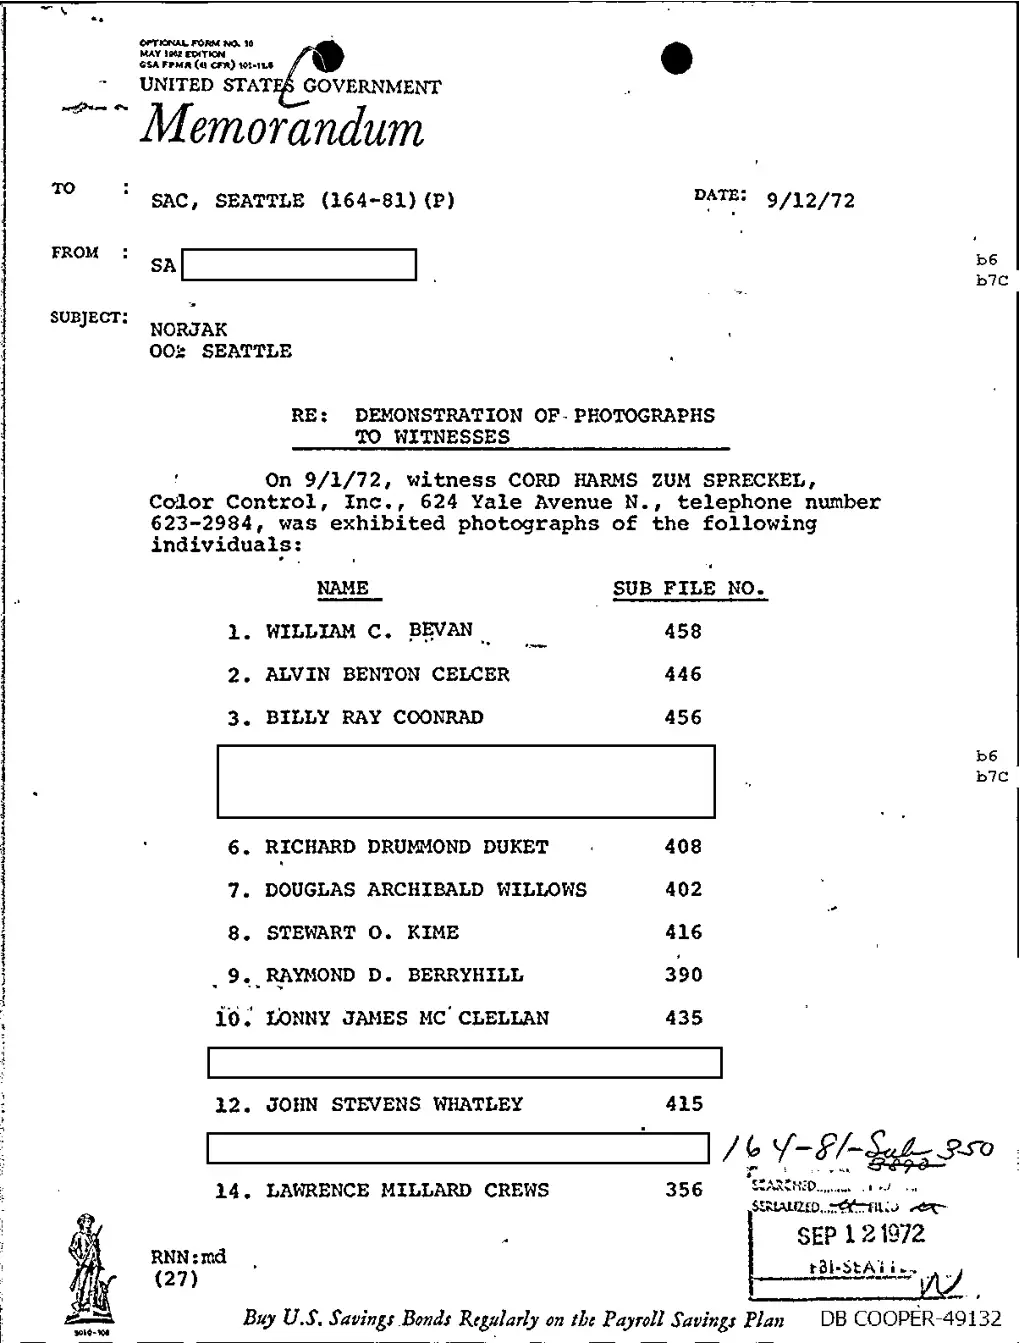 OPTIONAL FORM NO. 10
MAY 1962 EDITION
GSA FPMR (41 CFR) 101-11.6
UNITED STATES GOVERNMENT
Memorandum
TO : SAC, SEATTLE (164-81)(P) DATE: 9/12/72
FROM : SA
b6
b7C
SUBJECT: NORJAK
OO: SEATTLE
RE: DEMONSTRATION OF PHOTOGRAPHS
TO WITNESSES
On 9/1/72, witness CORD HARMS ZUM SPRECKEL,
Color Control, Inc., 624 Yale Avenue N., telephone number
623-2984, was exhibited photographs of the following
individuals:
NAME SUB FILE NO.
1. WILLIAM C. BEVAN 458
2. ALVIN BENTON CELCER 446
3. BILLY RAY COONRAD 456
b6
b7C
6. RICHARD DRUMMOND DUKET 408
7. DOUGLAS ARCHIBALD WILLOWS 402
8. STEWART O. KIME 416
9. RAYMOND D. BERRYHILL 390
10. LONNY JAMES MC CLELLAN 435
12. JOHN STEVENS WHATLEY 415
164-81-Sub 350
14. LAWRENCE MILLARD CREWS 356
SEARCHED
SERIALIZED FILED
SEP 12 1972
FBI-SEATTLE
RNN:md
(27)
Buy U.S. Savings Bonds Regularly on the Payroll Savings Plan
DB COOPER-49132
5010-108